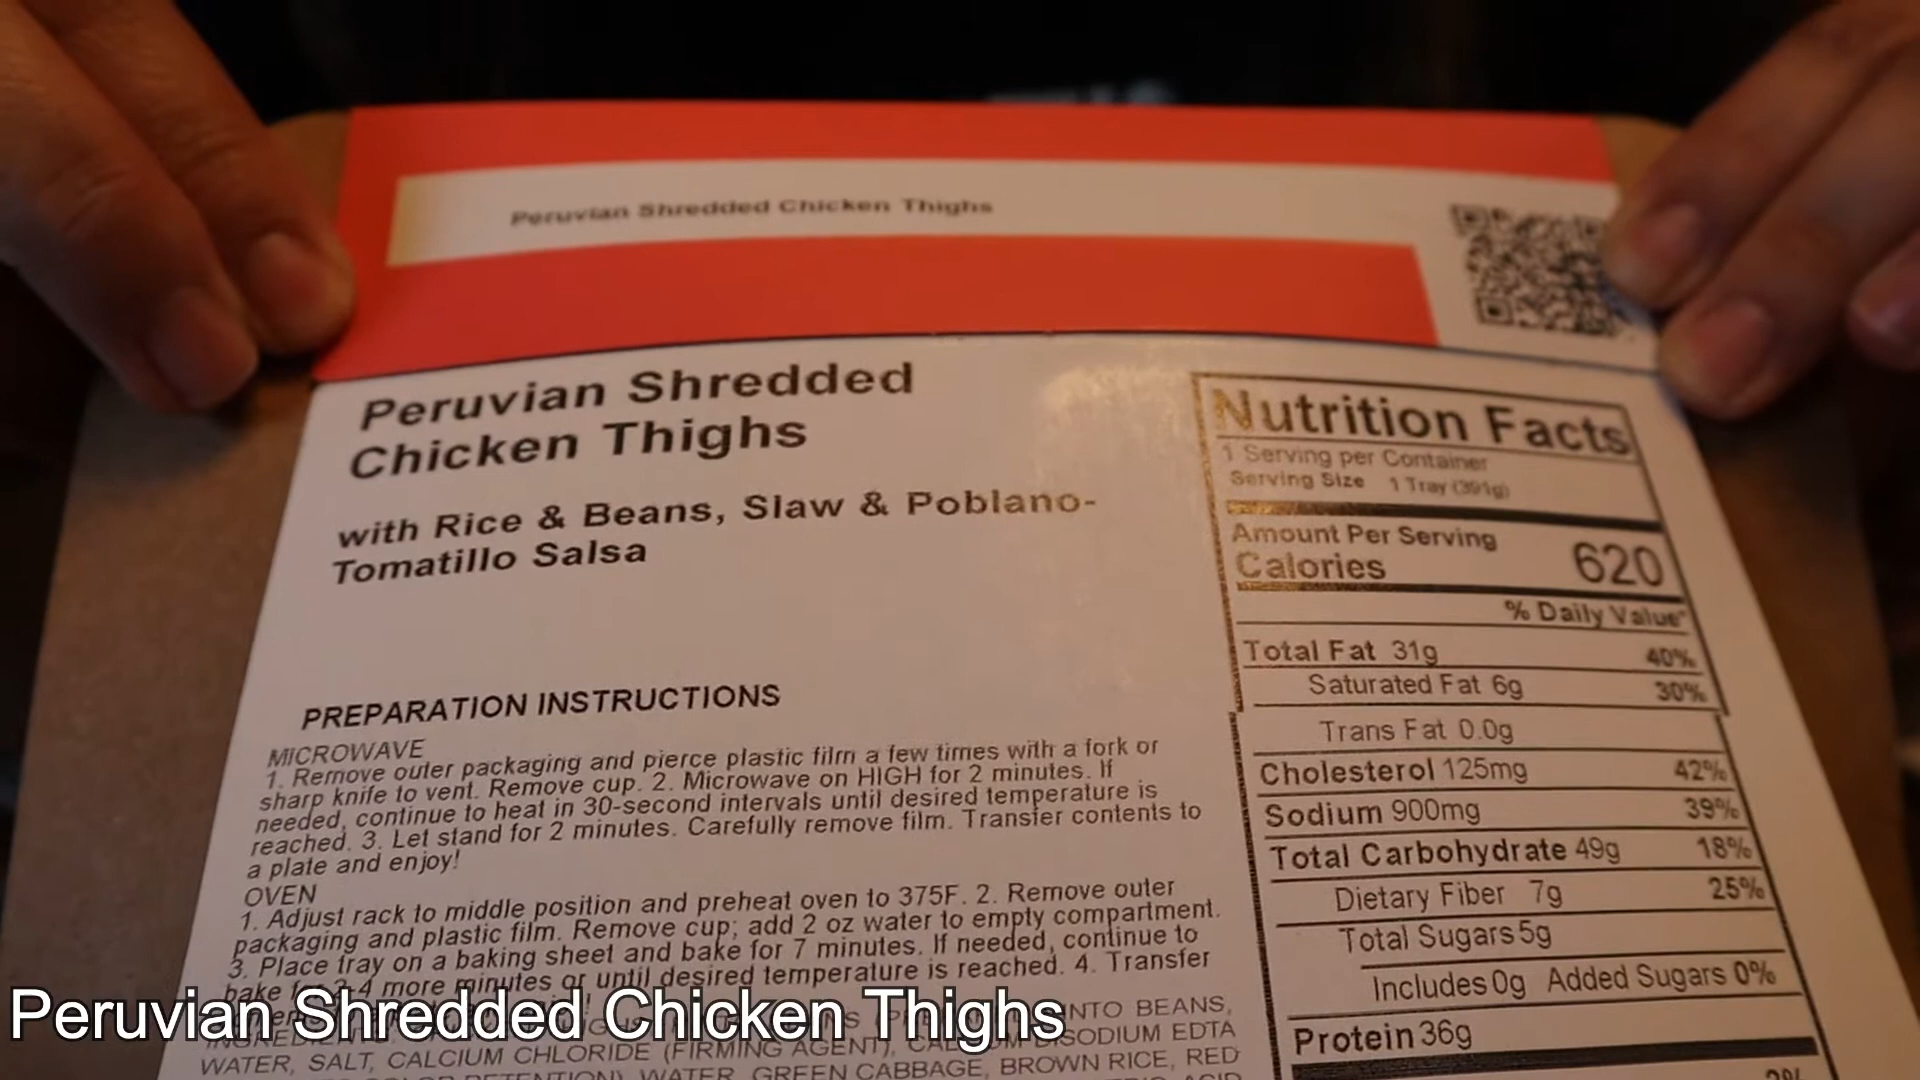 Peruvian Shredded Chicken Thighs
Peruvian Shredded
Chicken Thighs
with Rice & Beans, Slaw & Poblano-
Tomatillo Salsa
PREPARATION INSTRUCTIONS
MICROWAVE
1. Remove outer packaging and pierce plastic film a few times with a fork or
sharp knife to vent. Remove cup. 2. Microwave on HIGH for 2 minutes. If
needed, continue to heat in 30-second intervals until desired temperature is
reached. 3. Let stand for 2 minutes. Carefully remove film. Transfer contents to
a plate and enjoy!
OVEN
1. Adjust rack to middle position and preheat oven to 375F. 2. Remove outer
packaging and plastic film. Remove cup; add 2 oz water to empty compartment.
3. Place tray on a baking sheet and bake for 7 minutes. If needed, continue to
bake 3-4 more minutes or until desired temperature is reached. 4. Transfer
INTO BEANS,
WATER, SALT, CALCIUM CHLORIDE (FIRMING AGENT), DISODIUM EDTA
WATER, GREEN CABBAGE, BROWN RICE, RED
Nutrition Facts
1 Serving per Container
Serving Size 1 Tray (391g)
Amount Per Serving
Calories 620
% Daily Value*
Total Fat 31g 40%
Saturated Fat 6g 30%
Trans Fat 0.0g
Cholesterol 125mg 42%
Sodium 900mg 39%
Total Carbohydrate 49g 18%
Dietary Fiber 7g 25%
Total Sugars 5g
Includes 0g Added Sugars 0%
Protein 36g
Peruvian Shredded Chicken Thighs